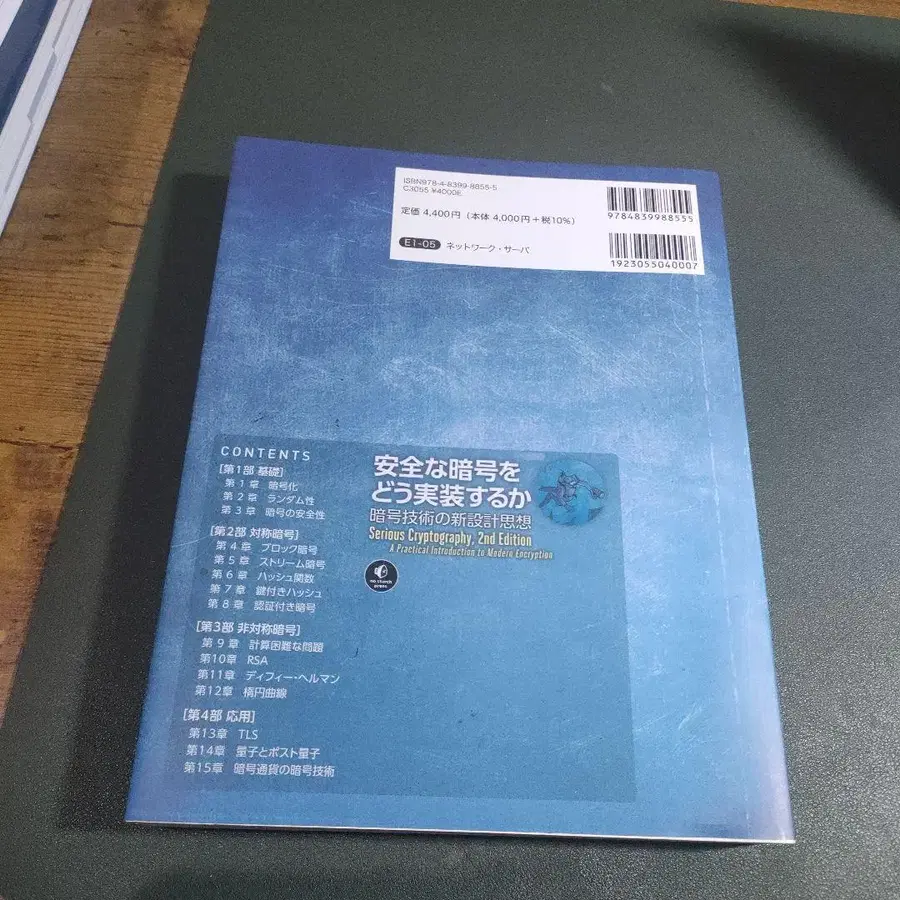 ISBN978-4-8399-8855-5
C3055 ¥4000E
定価 4,400円（本体 4,000円＋税10%）
E1-05 ネットワーク・サーバ
9784839988555
1923055040007
CONTENTS
[第1部 基礎]
第 1 章 暗号化
第 2 章 ランダム性
第 3 章 暗号の安全性
[第2部 対称暗号]
第 4 章 ブロック暗号
第 5 章 ストリーム暗号
第 6 章 ハッシュ関数
第 7 章 鍵付きハッシュ
第 8 章 認証付き暗号
[第3部 非対称暗号]
第 9 章 計算困難な問題
第10章 RSA
第11章 ディフィー・ヘルマン
第12章 楕円曲線
[第4部 応用]
第13章 TLS
第14章 量子とポスト量子
第15章 暗号通貨の暗号技術
安全な暗号を
どう実装するか
暗号技術の新設計思想
Serious Cryptography, 2nd Edition
A Practical Introduction to Modern Encryption
no starch
press